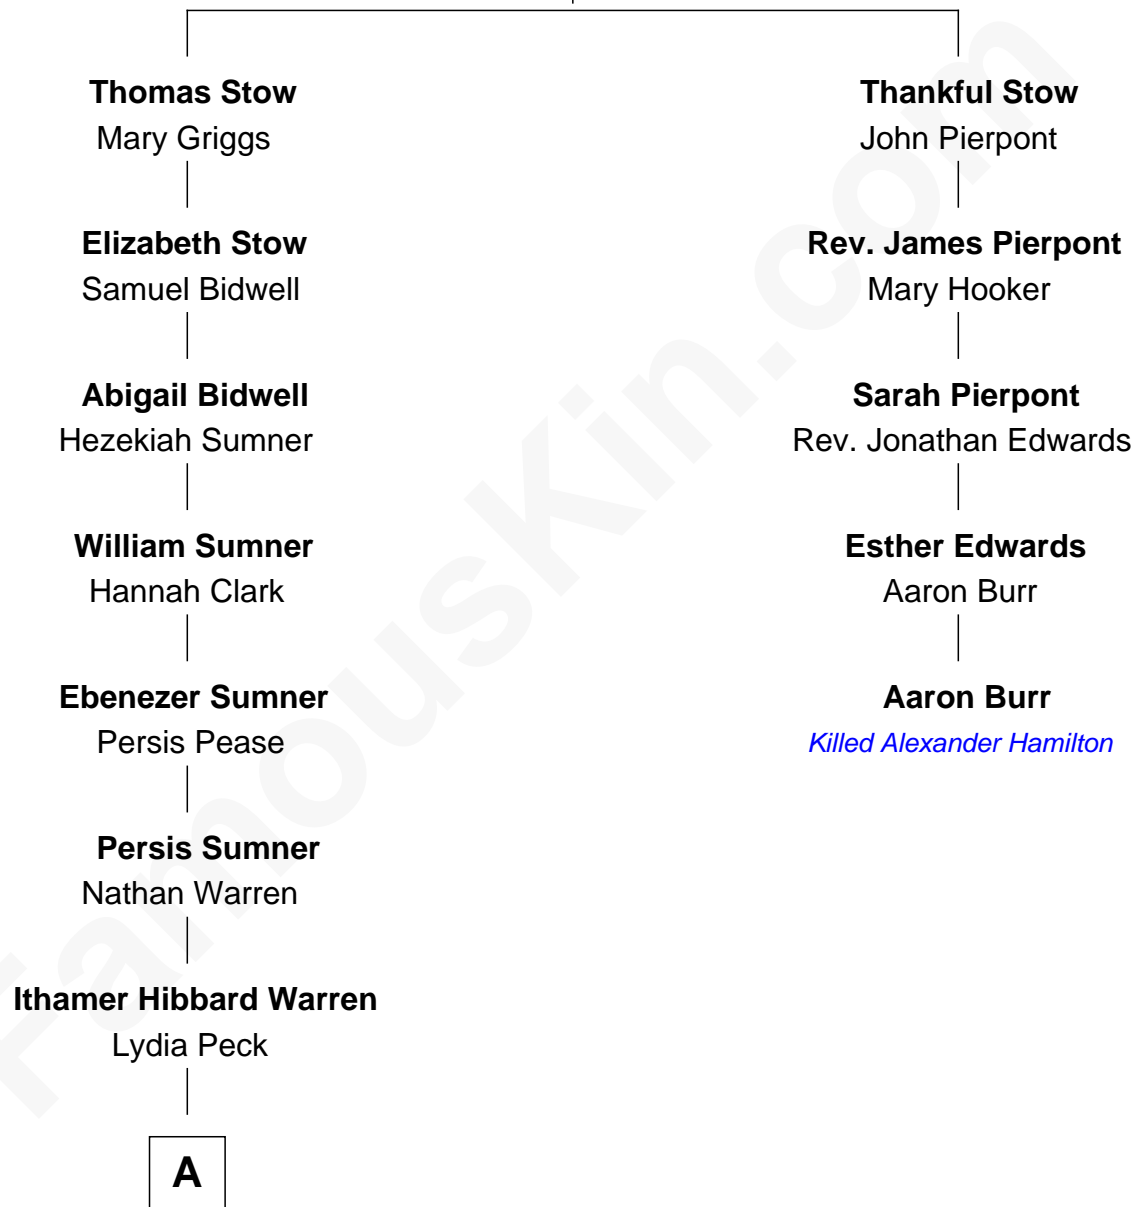 Thomas Stow
Mary Griggs
Thankful Stow
John Pierpont
Elizabeth Stow
Samuel Bidwell
Rev. James Pierpont
Mary Hooker
Abigail Bidwell
Hezekiah Sumner
Sarah Pierpont
Rev. Jonathan Edwards
William Sumner
Hannah Clark
Esther Edwards
Aaron Burr
Ebenezer Sumner
Persis Pease
Aaron Burr
Killed Alexander Hamilton
Persis Sumner
Nathan Warren
Ithamer Hibbard Warren
Lydia Peck
A
FamousKin.com